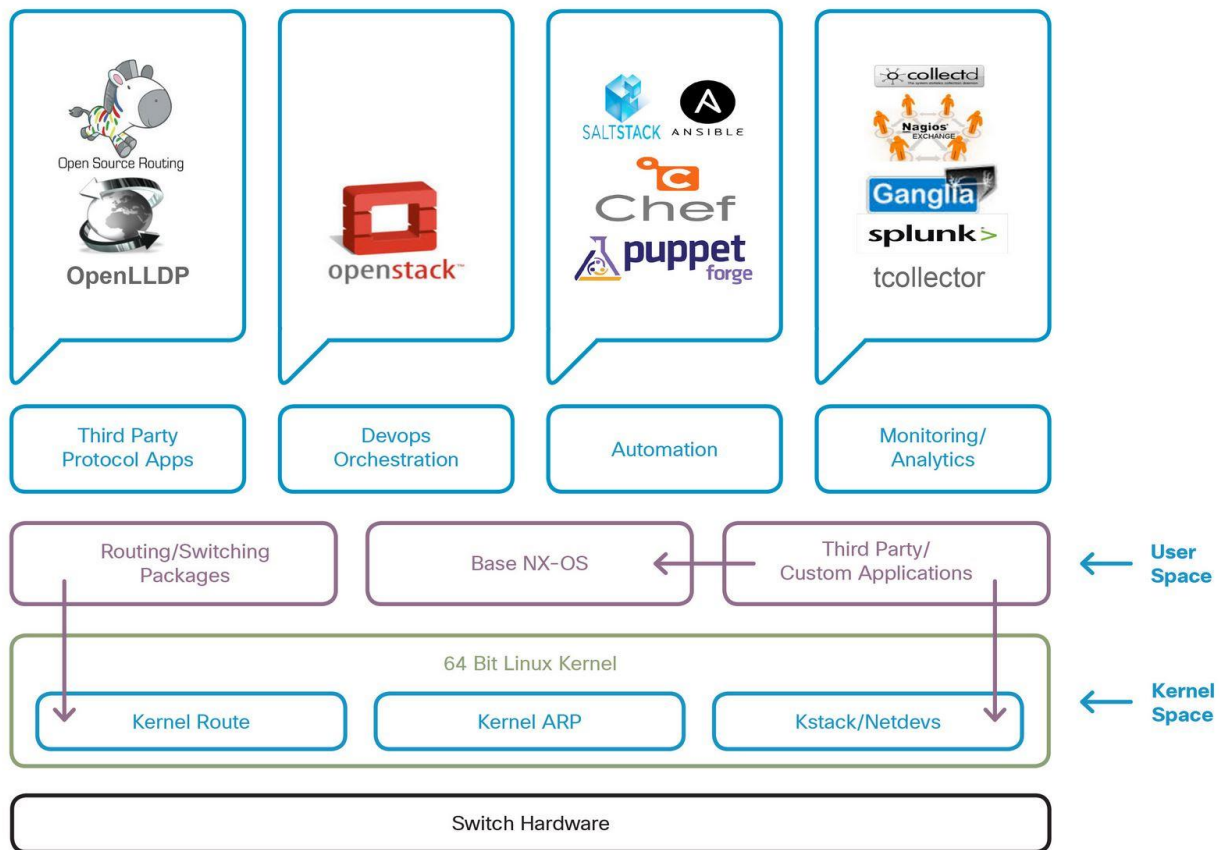 Open Source Routing
OpenLLDP
openstack™
SALTSTACK
ANSIBLE
Chef
puppet
forge
collectd
Nagios®
EXCHANGE
Ganglia
splunk>
tcollector
Third Party
Protocol Apps
Devops
Orchestration
Automation
Monitoring/
Analytics
Routing/Switching
Packages
Base NX-OS
Third Party/
Custom Applications
User
Space
64 Bit Linux Kernel
Kernel Route
Kernel ARP
Kstack/Netdevs
Kernel
Space
Switch Hardware